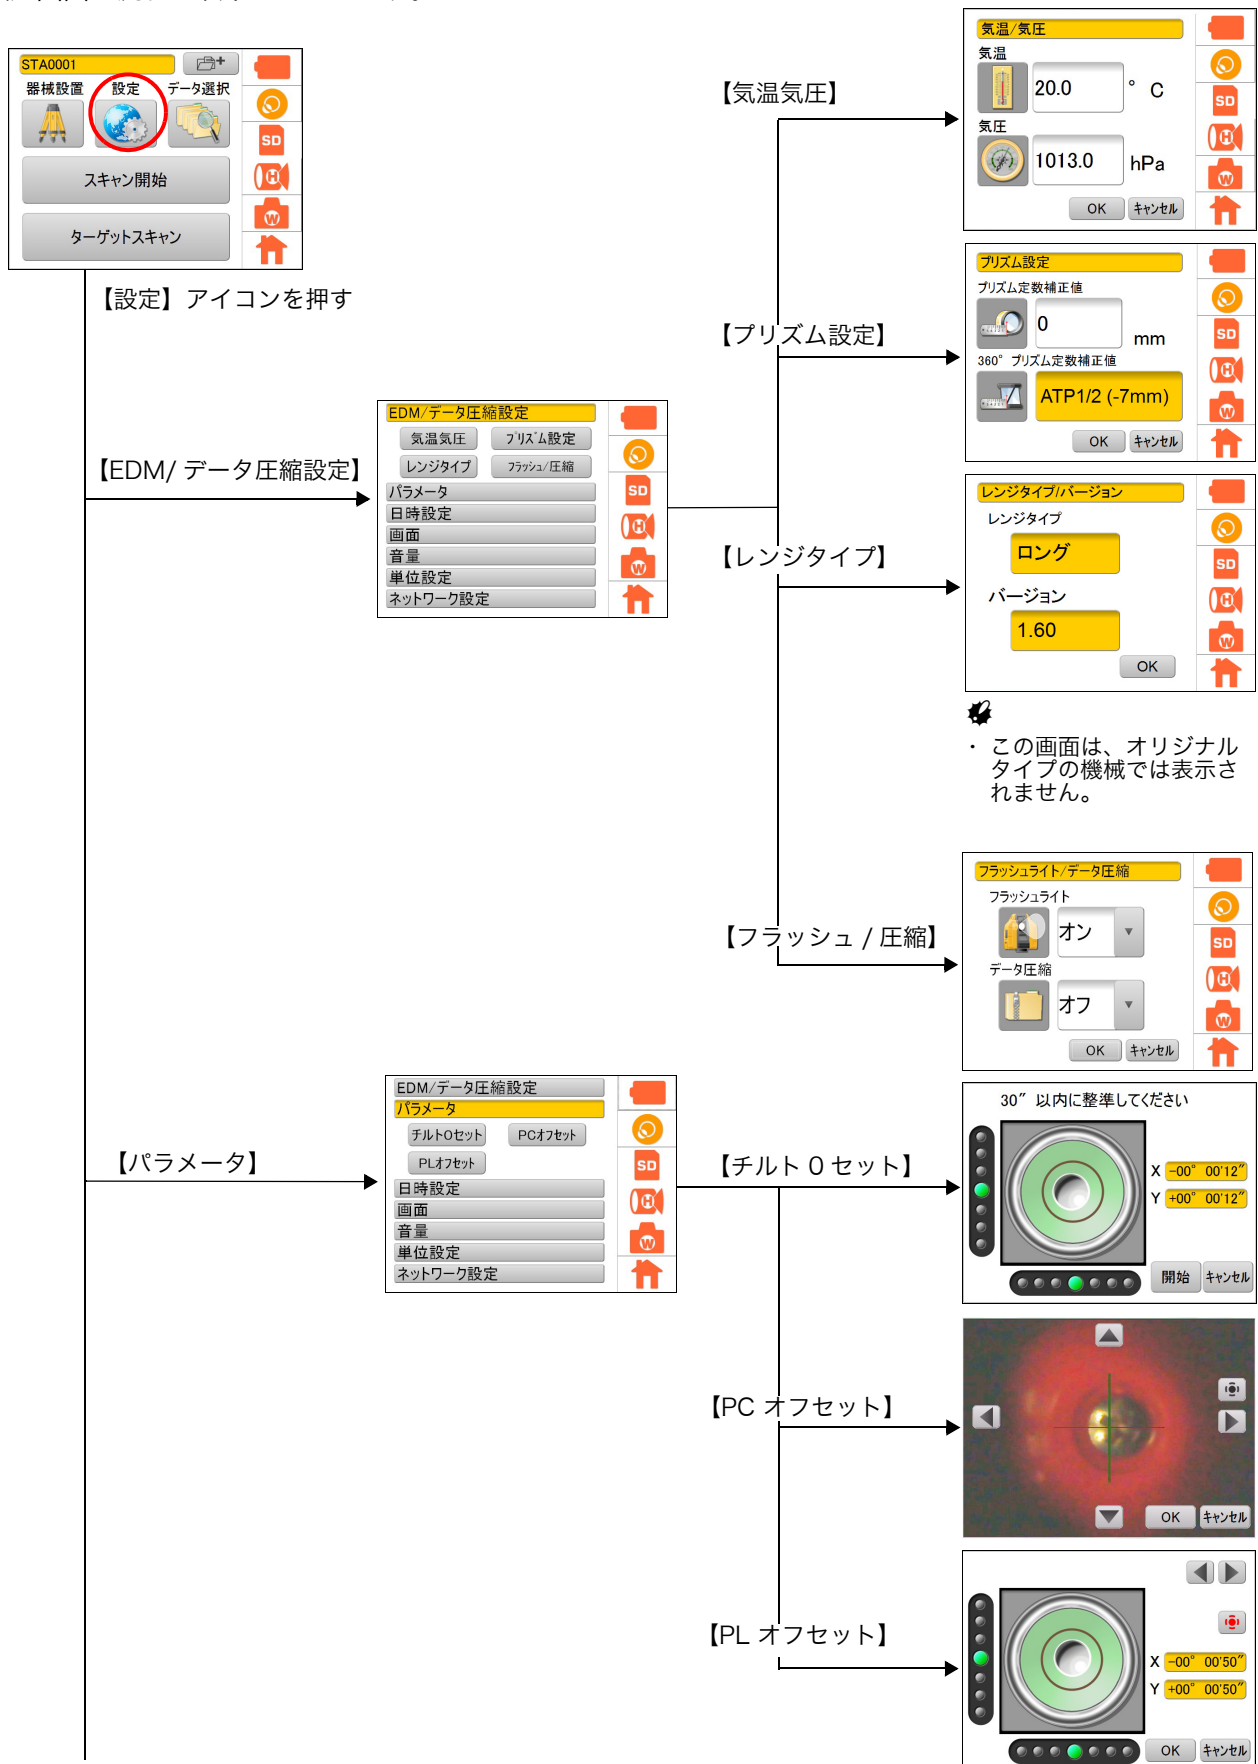 STA0001
器械設置 設定 データ選択
SD
スキャン開始
ターゲットスキャン
【設定】アイコンを押す
【EDM/ データ圧縮設定】
EDM/データ圧縮設定
気温気圧 プリズム設定
レンジタイプ フラッシュ/圧縮
パラメータ
日時設定
画面
音量
単位設定
ネットワーク設定
SD
H
W
【気温気圧】
気温/気圧
気温
20.0 ° C
気圧
1013.0 hPa
OK キャンセル
SD
H
W
【プリズム設定】
プリズム設定
プリズム定数補正値
0 mm
360° プリズム定数補正値
ATP1/2 (-7mm)
OK キャンセル
SD
H
W
【レンジタイプ】
レンジタイプ/バージョン
レンジタイプ
ロング
バージョン
1.60
OK
SD
H
W
・ この画面は、オリジナル
タイプの機械では表示さ
れません。
【フラッシュ / 圧縮】
フラッシュライト/データ圧縮
フラッシュライト
オン
データ圧縮
オフ
OK キャンセル
SD
H
W
【パラメータ】
EDM/データ圧縮設定
パラメータ
チルト0セット PCオフセット
PLオフセット
日時設定
画面
音量
単位設定
ネットワーク設定
SD
H
W
【チルト 0 セット】
30″ 以内に整準してください
X -00° 00'12″
Y +00° 00'12″
開始 キャンセル
【PC オフセット】
OK キャンセル
【PL オフセット】
X -00° 00'50″
Y +00° 00'50″
OK キャンセル